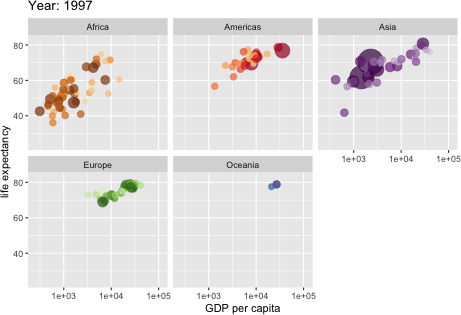 Year: 1997
Africa
Americas
Asia
80
60
40
1e+03 1e+04 1e+05
life expectancy
Europe
Oceania
80
60
40
1e+03 1e+04 1e+05 1e+03 1e+04 1e+05
GDP per capita